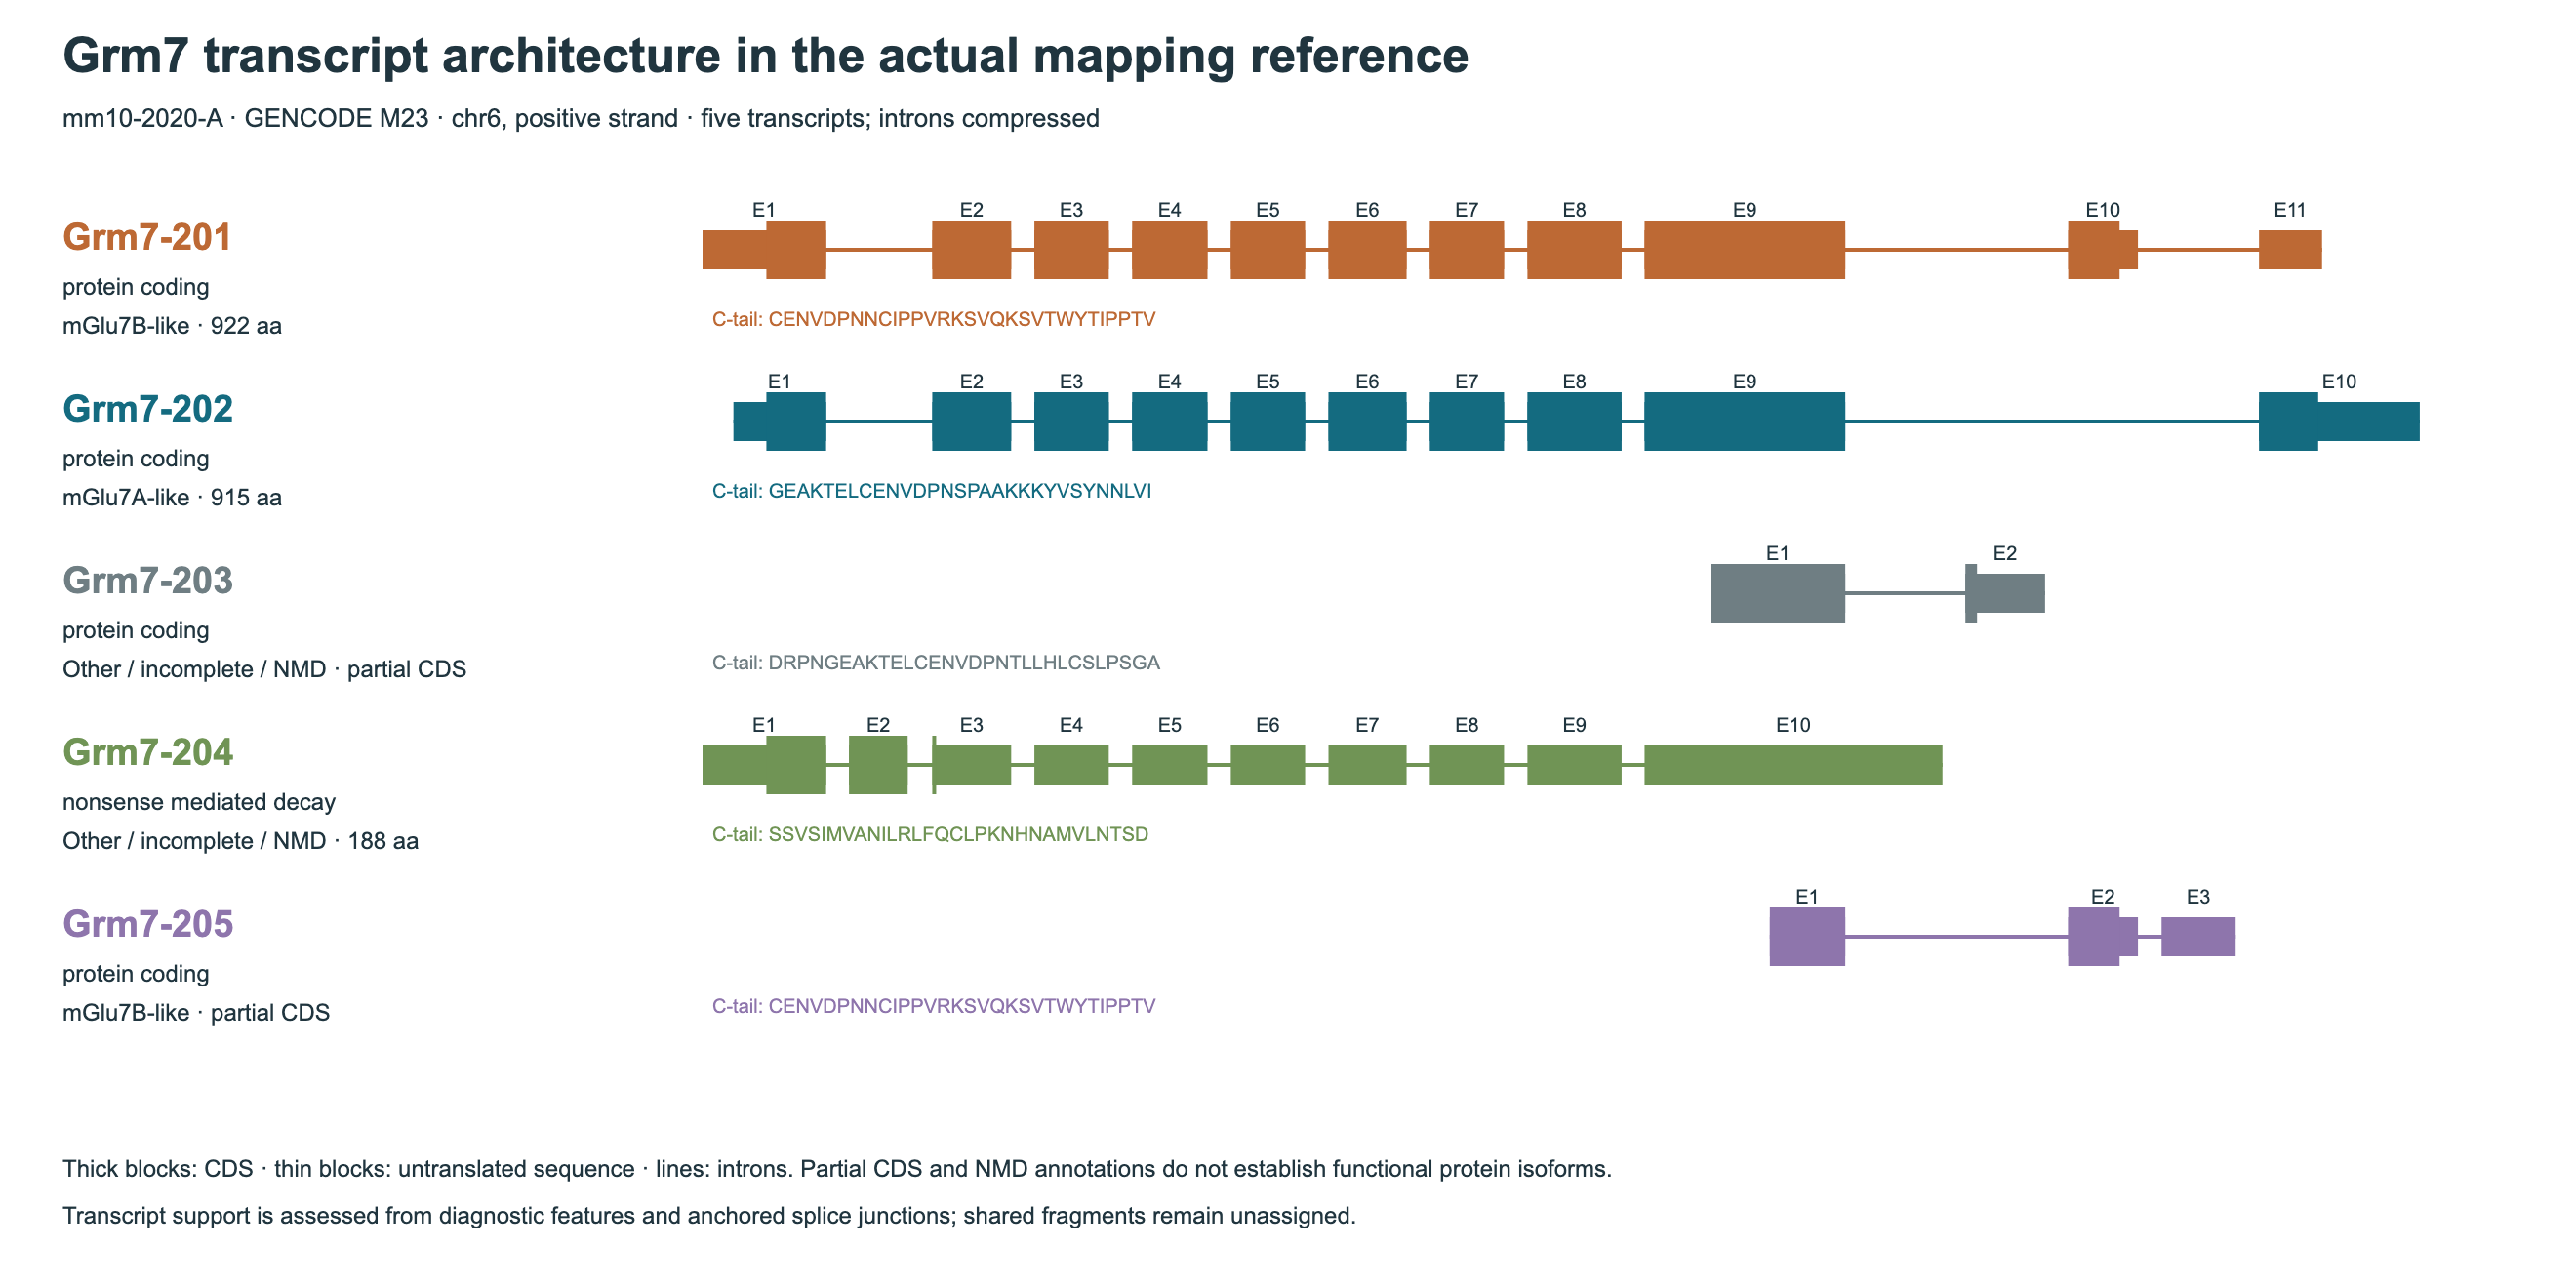 Grm7 transcript architecture in the actual mapping reference
mm10-2020-A · GENCODE M23 · chr6, positive strand · five transcripts; introns compressed
E1 E2 E3 E4 E5 E6 E7 E8 E9 E10 E11
Grm7-201
protein coding
mGlu7B-like · 922 aa
C-tail: CENVDPNNCIPPVRKSVQKSVTWYTIPPTV
E1 E2 E3 E4 E5 E6 E7 E8 E9 E10
Grm7-202
protein coding
mGlu7A-like · 915 aa
C-tail: GEAKTELCENVDPNSPAAKKKYVSYNNLVI
E1 E2
Grm7-203
protein coding
Other / incomplete / NMD · partial CDS
C-tail: DRPNGEAKTELCENVDPNTLLHLCSLPSGA
E1 E2 E3 E4 E5 E6 E7 E8 E9 E10
Grm7-204
nonsense mediated decay
Other / incomplete / NMD · 188 aa
C-tail: SSVSIMVANILRLFQCLPKNHNAMVLNTSD
E1 E2 E3
Grm7-205
protein coding
mGlu7B-like · partial CDS
C-tail: CENVDPNNCIPPVRKSVQKSVTWYTIPPTV
Thick blocks: CDS · thin blocks: untranslated sequence · lines: introns. Partial CDS and NMD annotations do not establish functional protein isoforms.
Transcript support is assessed from diagnostic features and anchored splice junctions; shared fragments remain unassigned.